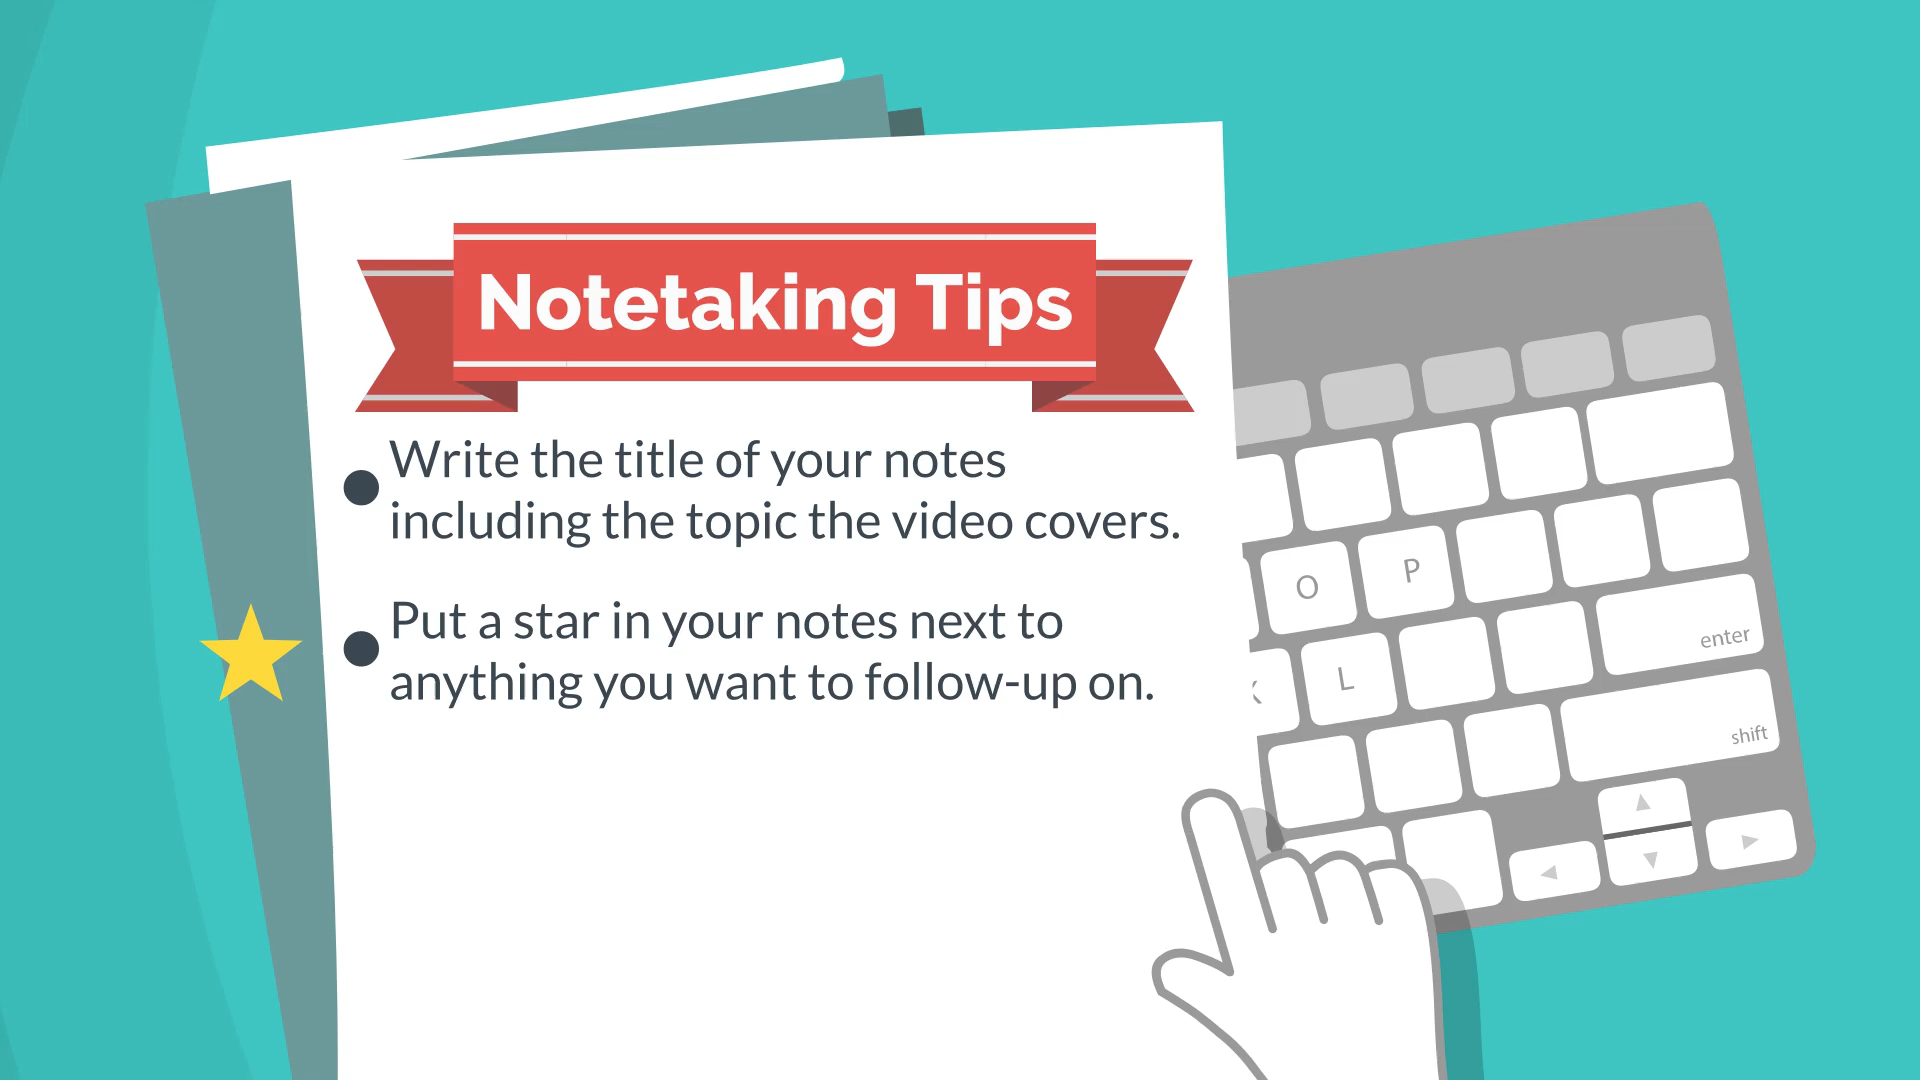 Notetaking Tips
Write the title of your notes
including the topic the video covers.
Put a star in your notes next to
anything you want to follow-up on.
O
P
enter
K
L
shift